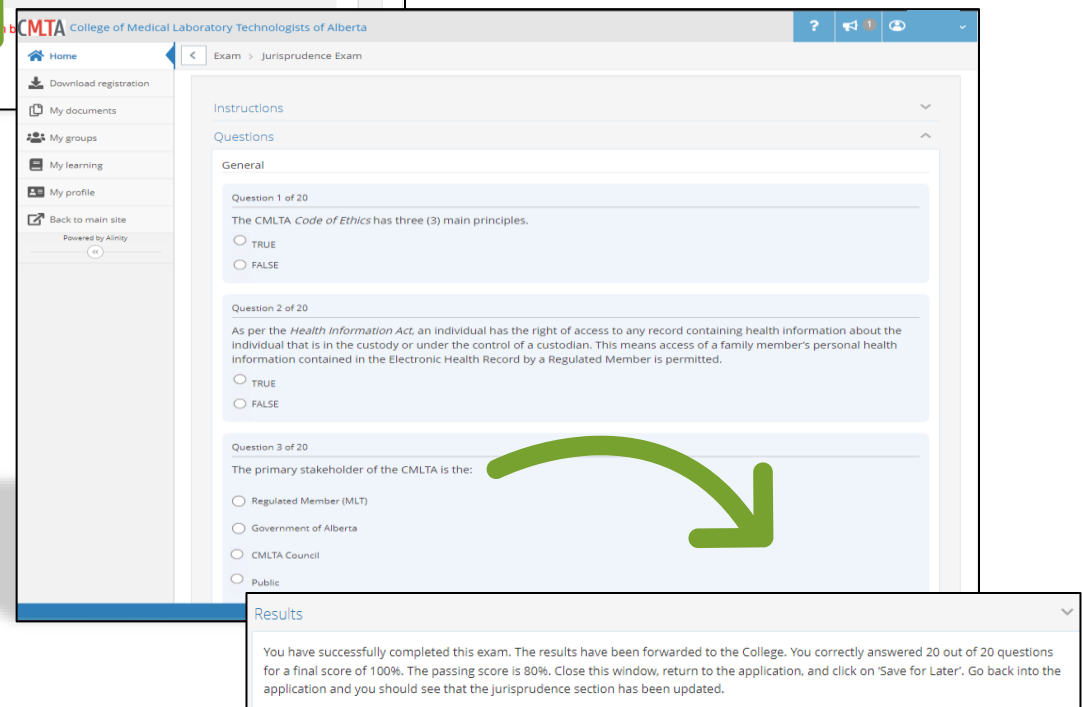 CMLTA College of Medical Laboratory Technologists of Alberta
? 1
Home
Download registration
My documents
My groups
My learning
My profile
Back to main site
Powered by Alinity
Exam > Jurisprudence Exam
Instructions
Questions
General
Question 1 of 20
The CMLTA Code of Ethics has three (3) main principles.
TRUE
FALSE
Question 2 of 20
As per the Health Information Act, an individual has the right of access to any record containing health information about the
individual that is in the custody or under the control of a custodian. This means access of a family member's personal health
information contained in the Electronic Health Record by a Regulated Member is permitted.
TRUE
FALSE
Question 3 of 20
The primary stakeholder of the CMLTA is the:
Regulated Member (MLT)
Government of Alberta
CMLTA Council
Public
Results
You have successfully completed this exam. The results have been forwarded to the College. You correctly answered 20 out of 20 questions
for a final score of 100%. The passing score is 80%. Close this window, return to the application, and click on 'Save for Later'. Go back into the
application and you should see that the jurisprudence section has been updated.